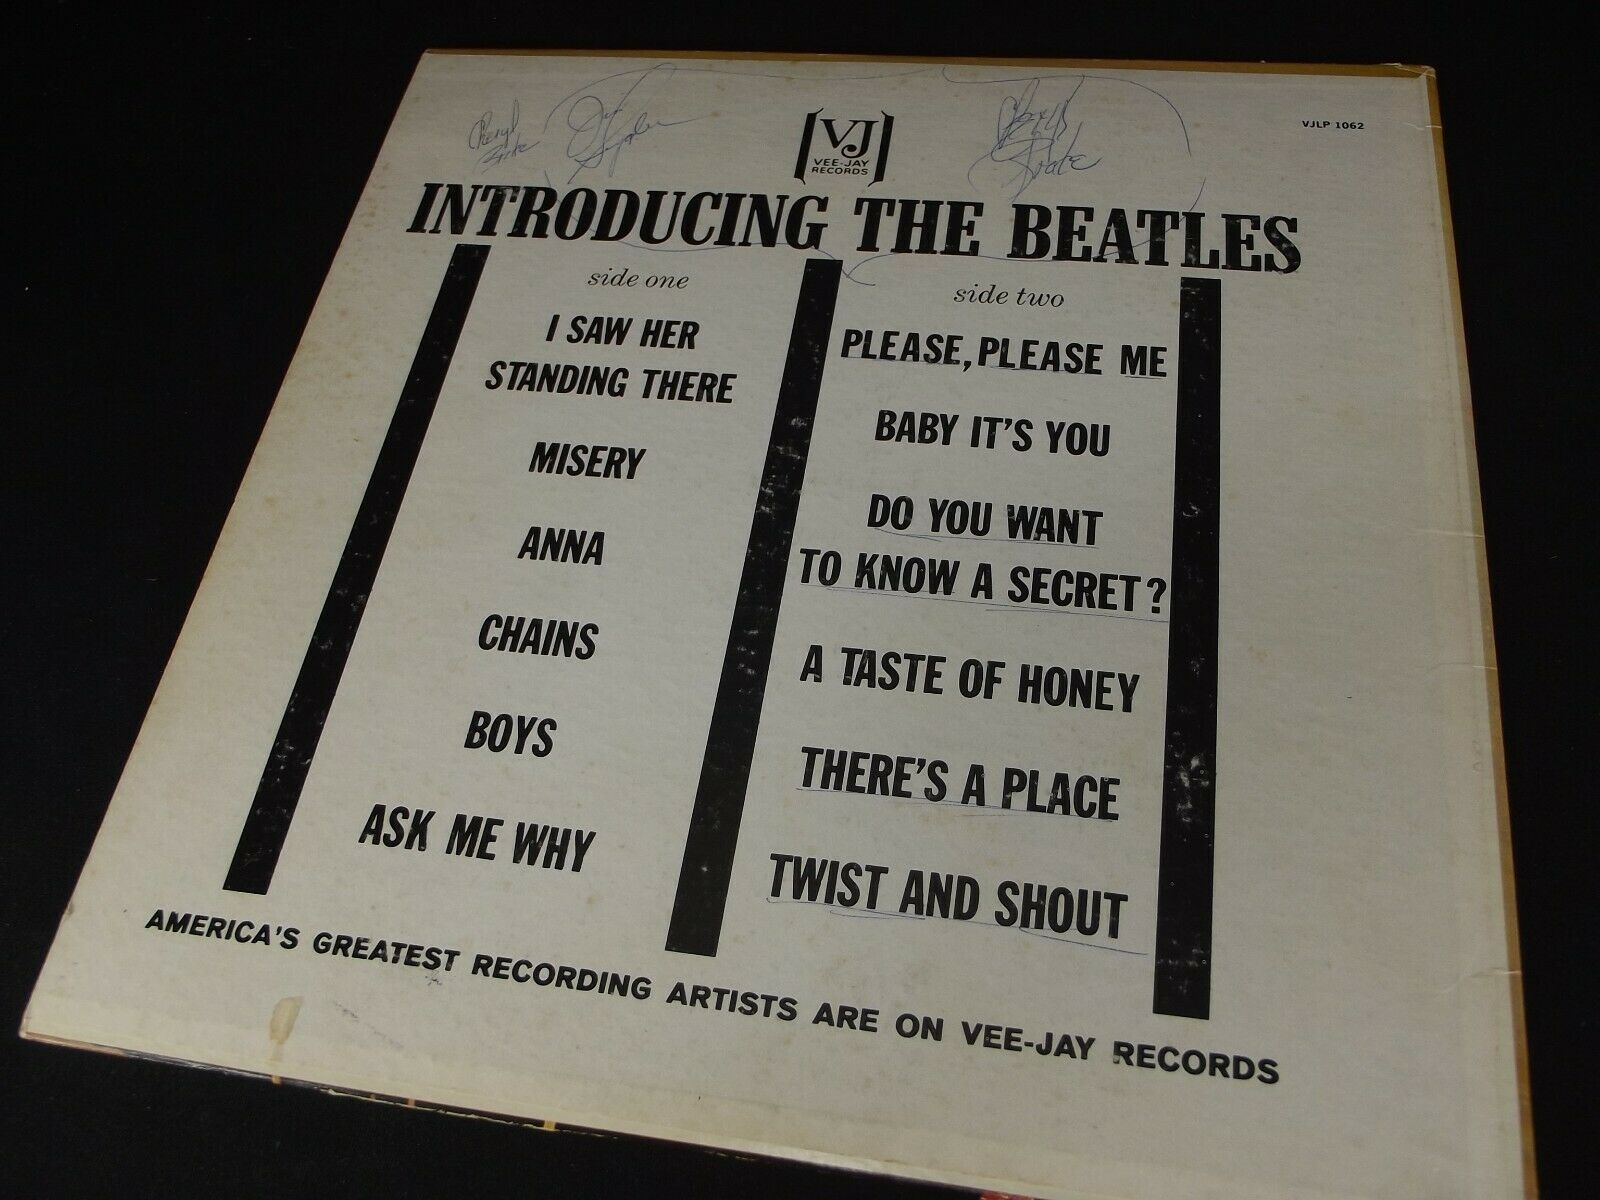 Cheryl
VJ
VEE-JAY
RECORDS
Cheryl
VJLP 1062
INTRODUCING THE BEATLES
side one
I SAW HER
STANDING THERE
MISERY
ANNA
CHAINS
BOYS
ASK ME WHY
side two
PLEASE, PLEASE ME
BABY IT'S YOU
DO YOU WANT
TO KNOW A SECRET?
A TASTE OF HONEY
THERE'S A PLACE
TWIST AND SHOUT
AMERICA'S GREATEST RECORDING ARTISTS ARE ON VEE-JAY RECORDS